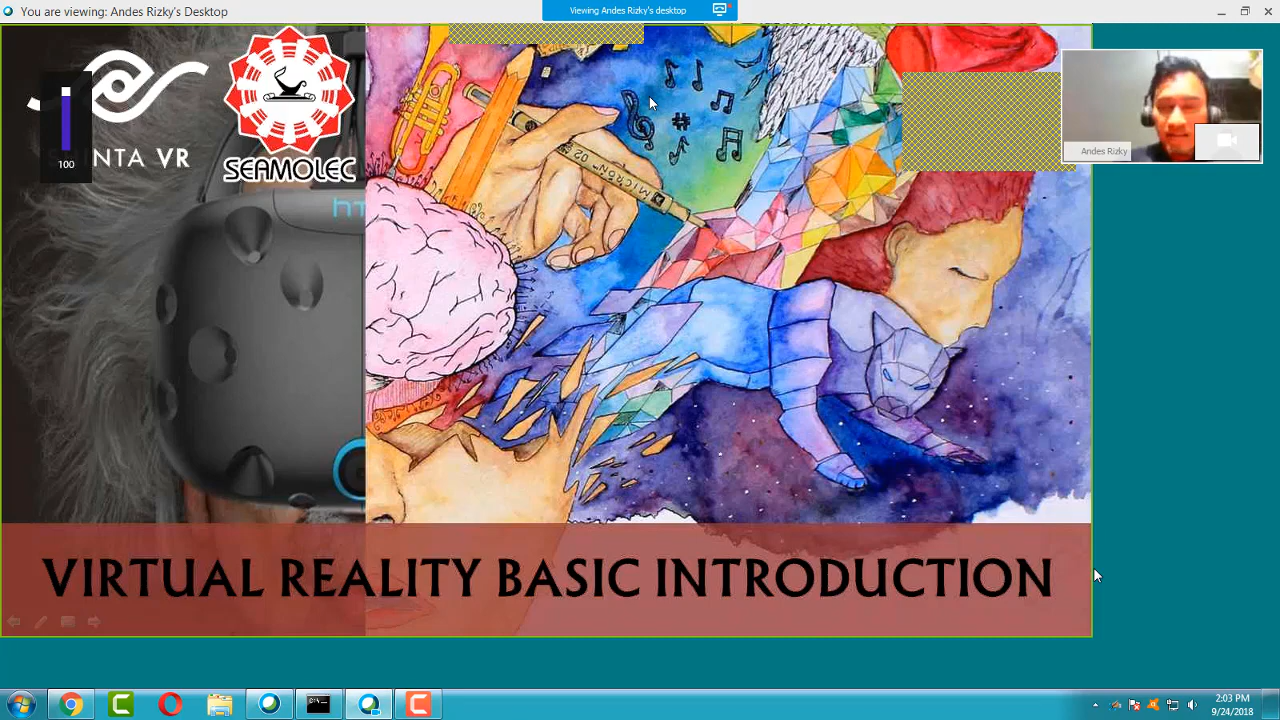 You are viewing: Andes Rizky's Desktop
Viewing Andes Rizky's desktop
100
VR
SEAMOLEC
MICRON
02
Andes Rizky
VIRTUAL REALITY BASIC INTRODUCTION
2:03 PM
9/24/2018